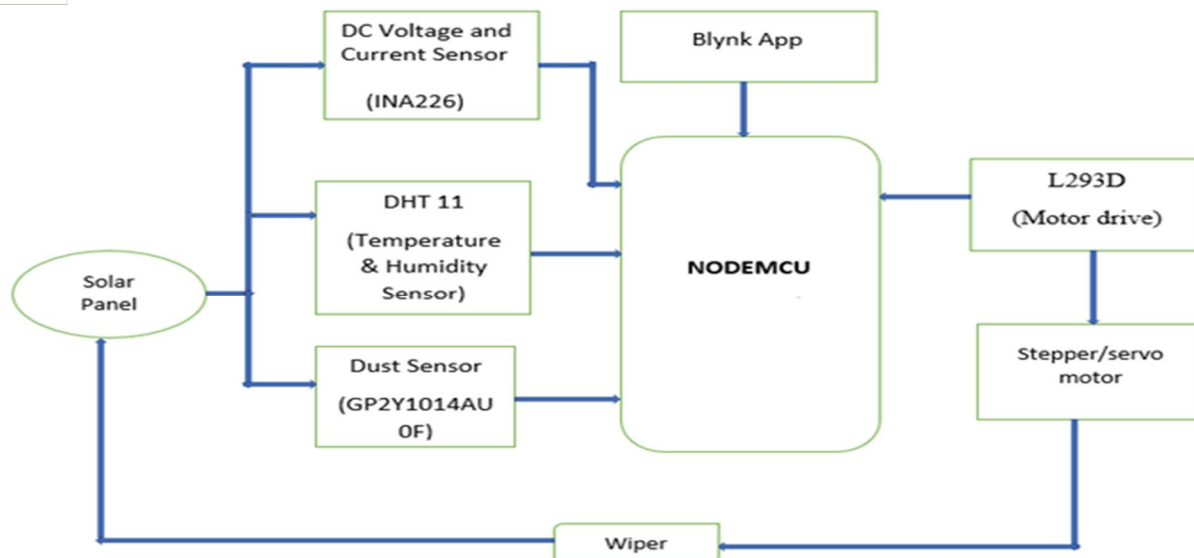 DC Voltage and
Current Sensor
(INA226)
Blynk App
DHT 11
(Temperature
& Humidity
Sensor)
L293D
(Motor drive)
NODEMCU
Solar
Panel
Dust Sensor
(GP2Y1014AU
0F)
Stepper/servo
motor
Wiper